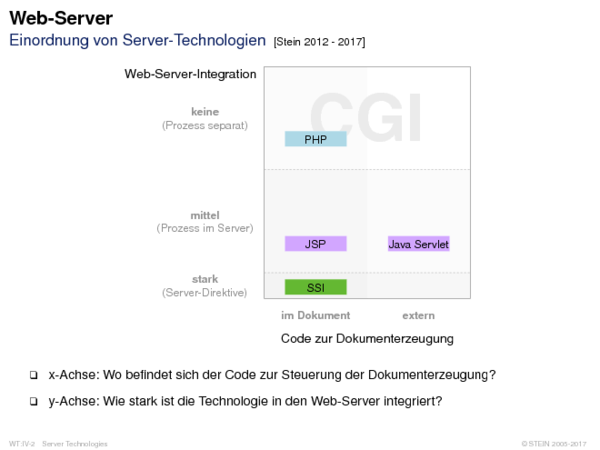 Web-Server
Einordnung von Server-Technologien [Stein 2012 - 2017]
Web-Server-Integration
CGI
keine
(Prozess separat)
PHP
mittel
(Prozess im Server)
JSP
Java Servlet
stark
(Server-Direktive)
SSI
im Dokument
extern
Code zur Dokumenterzeugung
❑ x-Achse: Wo befindet sich der Code zur Steuerung der Dokumenterzeugung?
❑ y-Achse: Wie stark ist die Technologie in den Web-Server integriert?
WT:IV-2 Server Technologies
© STEIN 2005-2017